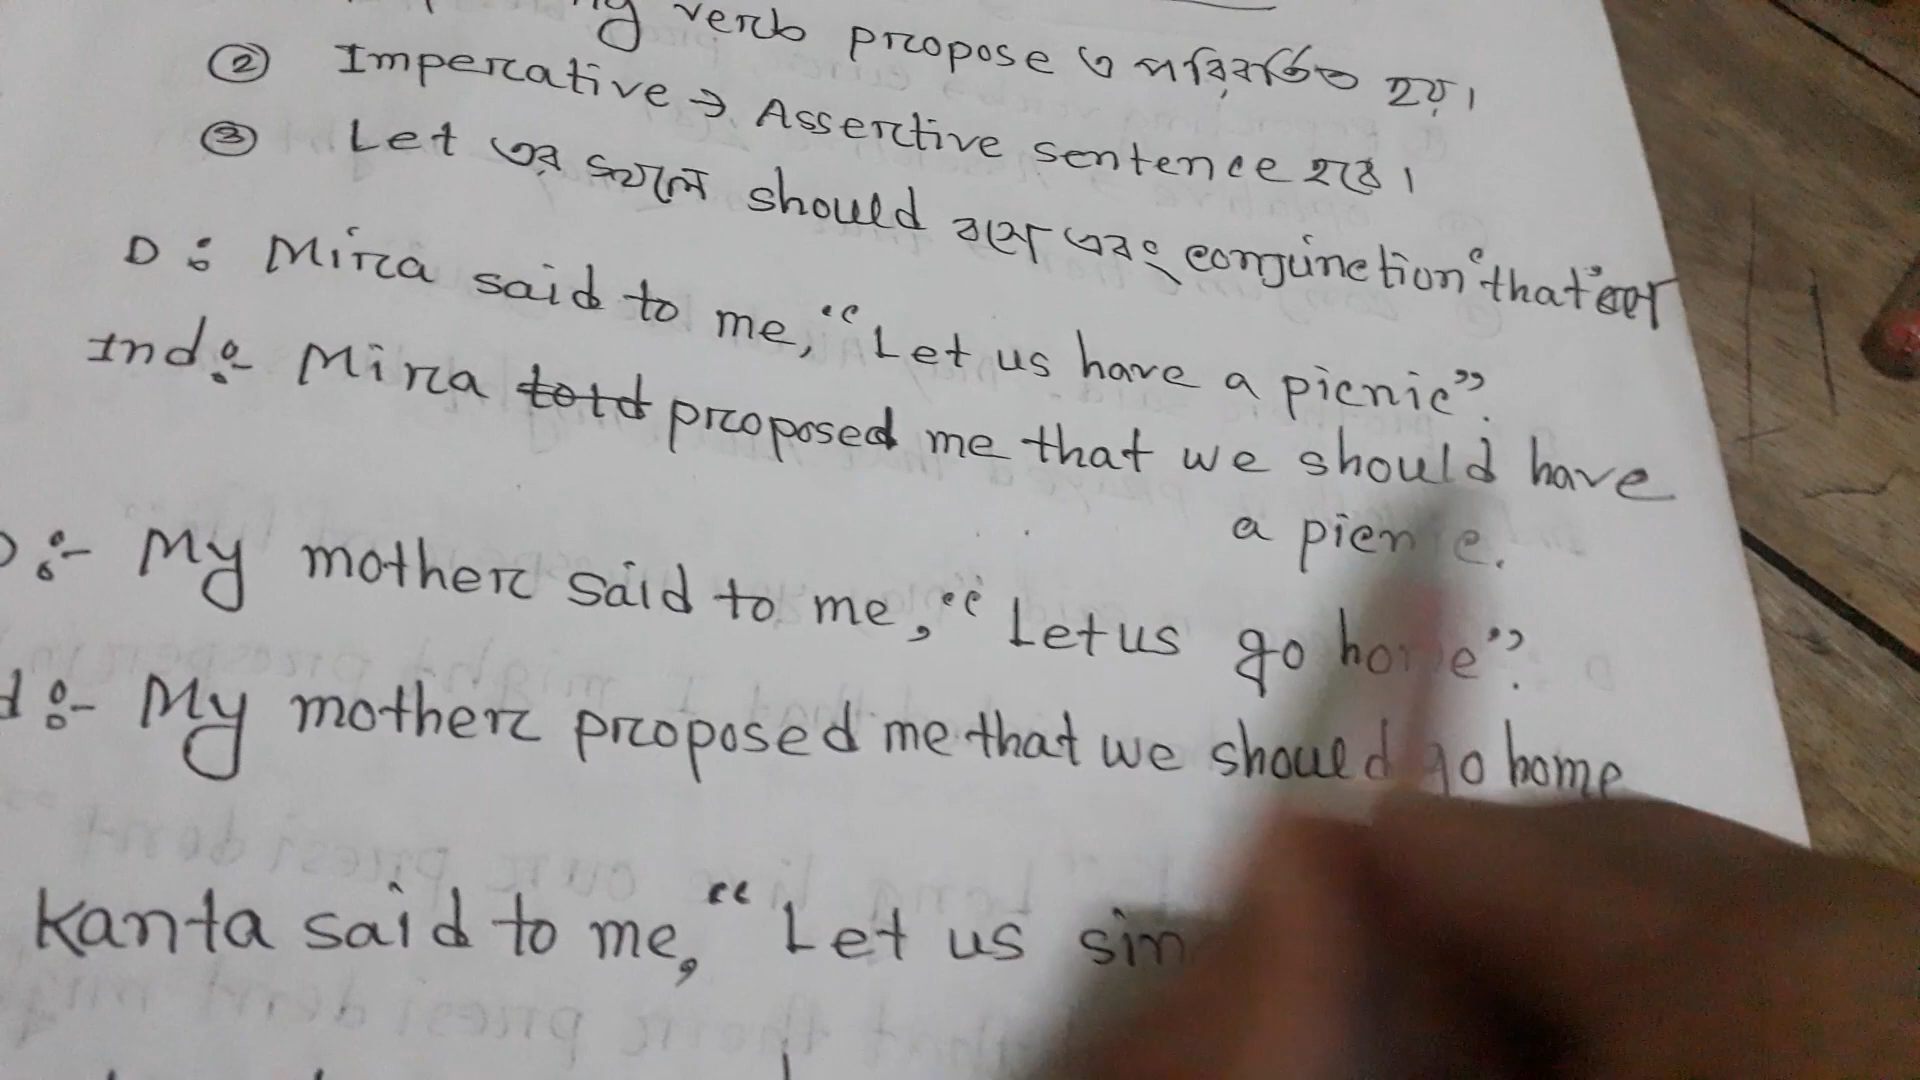 verb propose এ পরিবর্তিত হয়।
② Imperative → Assertive sentence হবে।
③ Let এর স্থলে should বসে এবং conjunction "that"
D: Mira said to me, "Let us have a picnic".
Ind:- Mira told proposed me that we should have
a picnic.
:- My mother said to me, "Let us go home".
d:- My mother proposed me that we should go home
Kanta said to me, "Let us